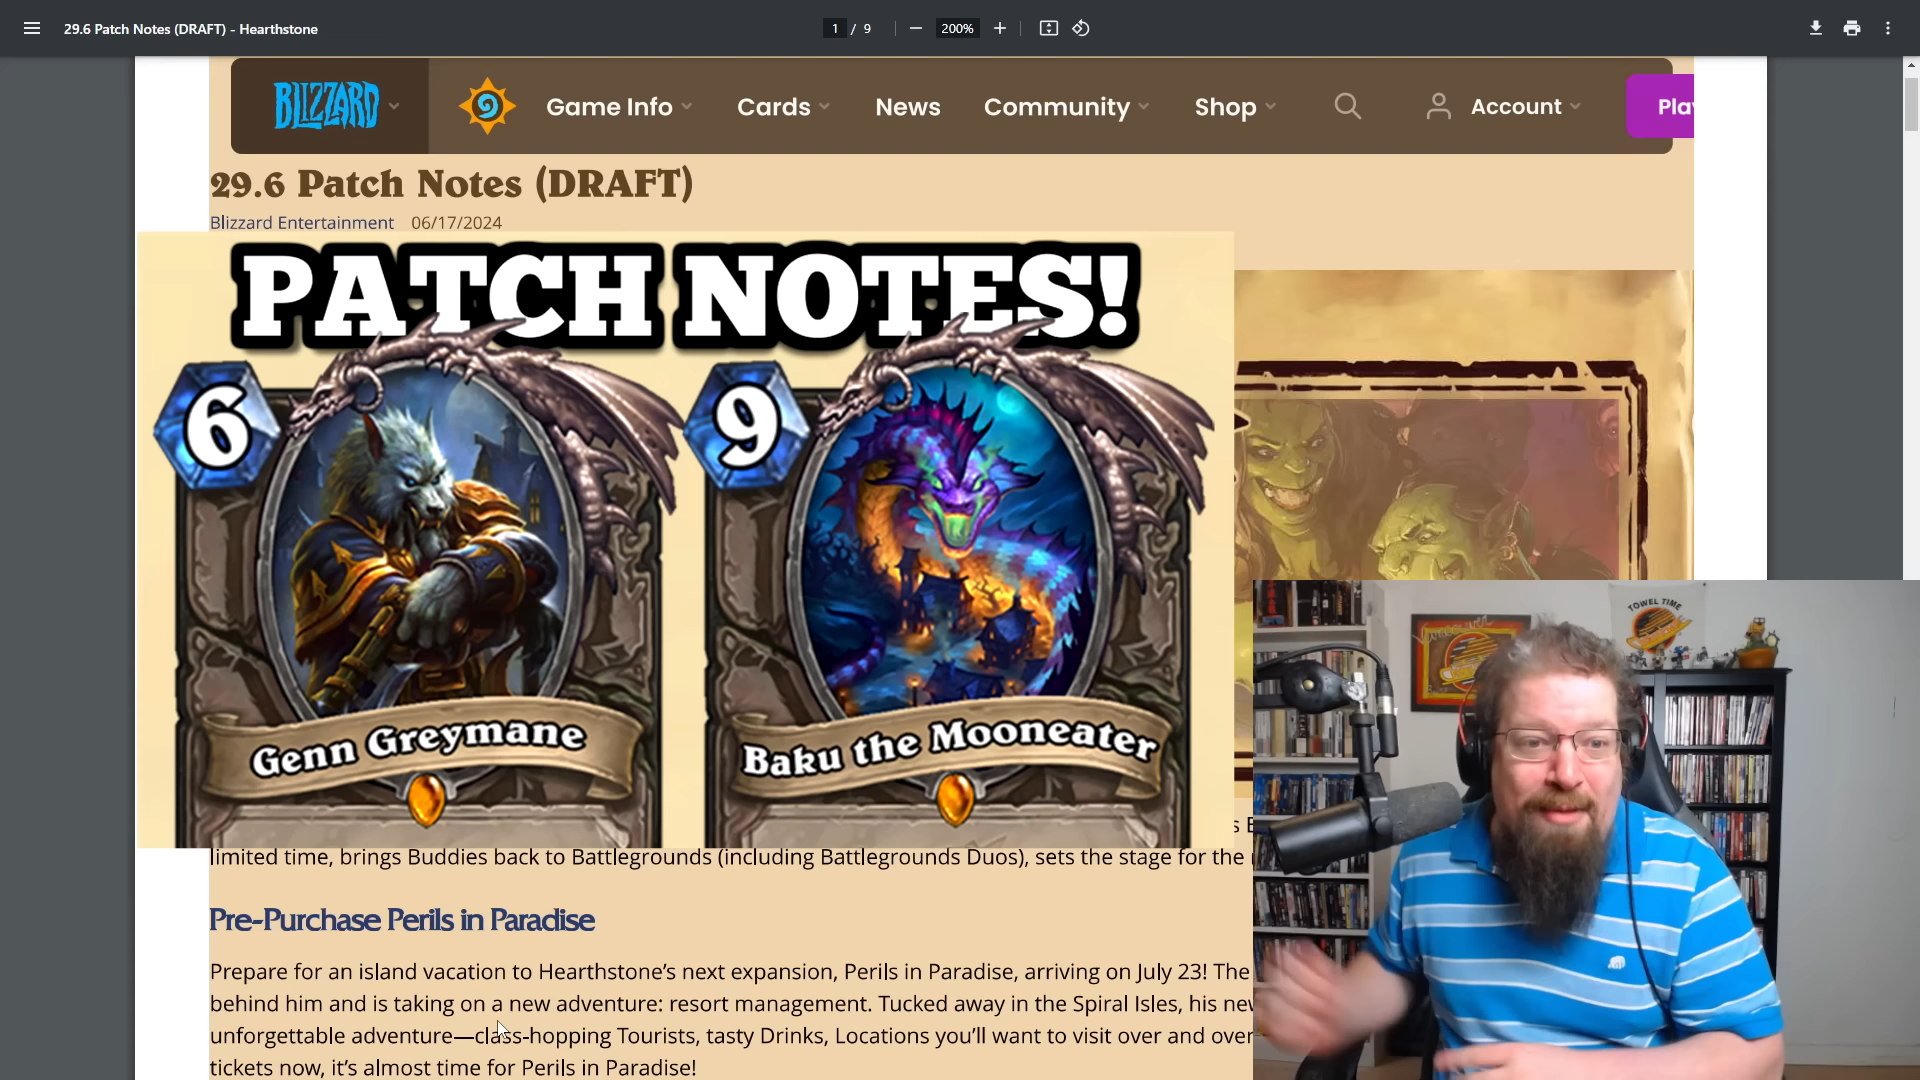 29.6 Patch Notes (DRAFT) - Hearthstone
1 / 9
200%
BLIZZARD
Game Info
Cards
News
Community
Shop
Account
Pla
29.6 Patch Notes (DRAFT)
Blizzard Entertainment 06/17/2024
PATCH NOTES!
6
9
Genn Greymane
Baku the Mooneater
TOWEL TIME
Vancouver
limited time, brings Buddies back to Battlegrounds (including Battlegrounds Duos), sets the stage for the
Pre-Purchase Perils in Paradise
Prepare for an island vacation to Hearthstone's next expansion, Perils in Paradise, arriving on July 23! The
behind him and is taking on a new adventure: resort management. Tucked away in the Spiral Isles, his new
unforgettable adventure—class-hopping Tourists, tasty Drinks, Locations you'll want to visit over and over
tickets now, it's almost time for Perils in Paradise!